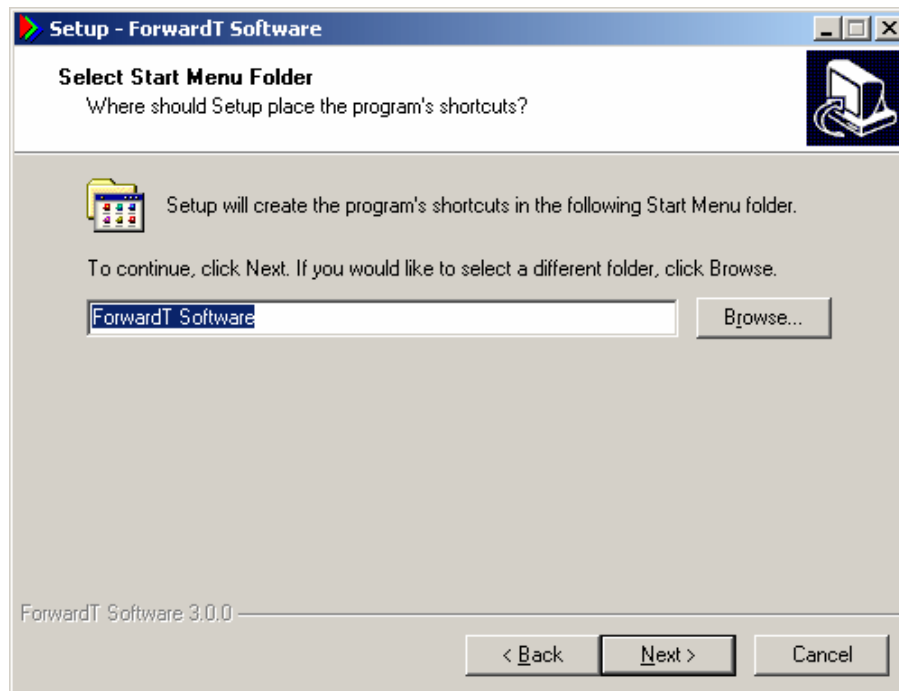 Setup - ForwardT Software
Select Start Menu Folder
Where should Setup place the program's shortcuts?
Setup will create the program's shortcuts in the following Start Menu folder.
To continue, click Next. If you would like to select a different folder, click Browse.
ForwardT Software
Browse...
ForwardT Software 3.0.0
< Back
Next >
Cancel